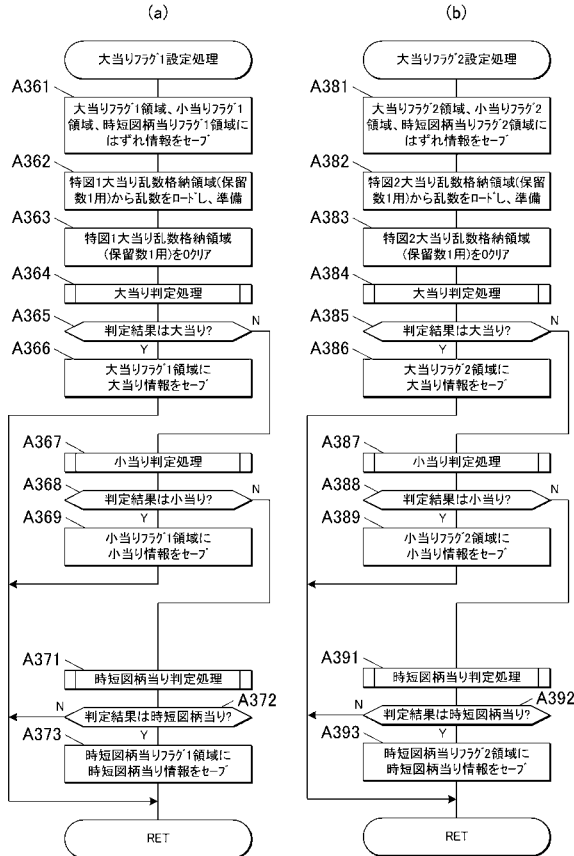 (a)
大当りフラグ1設定処理
A361
大当りフラグ1領域、小当りフラグ1
領域、時短図柄当りフラグ1領域に
はずれ情報をセーブ
A362
特図1大当り乱数格納領域(保留
数1用)から乱数をロードし、準備
A363
特図1大当り乱数格納領域
(保留数1用)を0クリア
A364
大当り判定処理
A365
判定結果は大当り?
N
Y
A366
大当りフラグ1領域に
大当り情報をセーブ
A367
小当り判定処理
A368
判定結果は小当り?
N
Y
A369
小当りフラグ1領域に
小当り情報をセーブ
A371
時短図柄当り判定処理
A372
N
判定結果は時短図柄当り?
Y
A373
時短図柄当りフラグ1領域に
時短図柄当り情報をセーブ
RET
(b)
大当りフラグ2設定処理
A381
大当りフラグ2領域、小当りフラグ2
領域、時短図柄当りフラグ2領域に
はずれ情報をセーブ
A382
特図2大当り乱数格納領域(保留
数1用)から乱数をロードし、準備
A383
特図2大当り乱数格納領域
(保留数1用)を0クリア
A384
大当り判定処理
A385
判定結果は大当り?
N
Y
A386
大当りフラグ2領域に
大当り情報をセーブ
A387
小当り判定処理
A388
判定結果は小当り?
N
Y
A389
小当りフラグ2領域に
小当り情報をセーブ
A391
時短図柄当り判定処理
A392
N
判定結果は時短図柄当り?
Y
A393
時短図柄当りフラグ2領域に
時短図柄当り情報をセーブ
RET